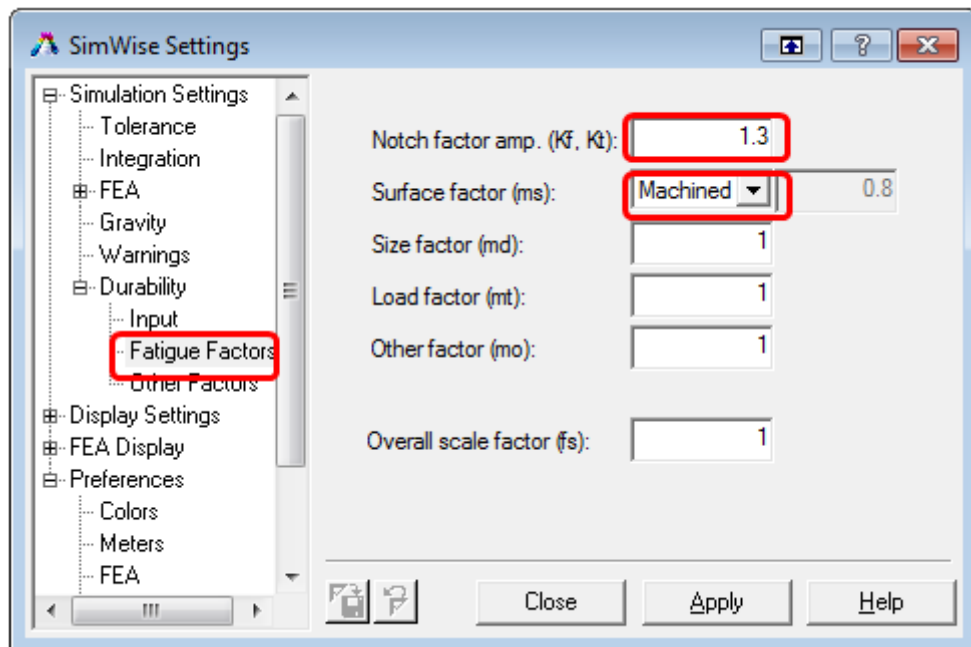 SimWise Settings
Simulation Settings
Tolerance
Integration
FEA
Gravity
Warnings
Durability
Input
Fatigue Factors
Other Factors
Display Settings
FEA Display
Preferences
Colors
Meters
FEA
Notch factor amp. (Kf, Kt): 1.3
Surface factor (ms): Machined 0.8
Size factor (md): 1
Load factor (mt): 1
Other factor (mo): 1
Overall scale factor (fs): 1
Close Apply Help